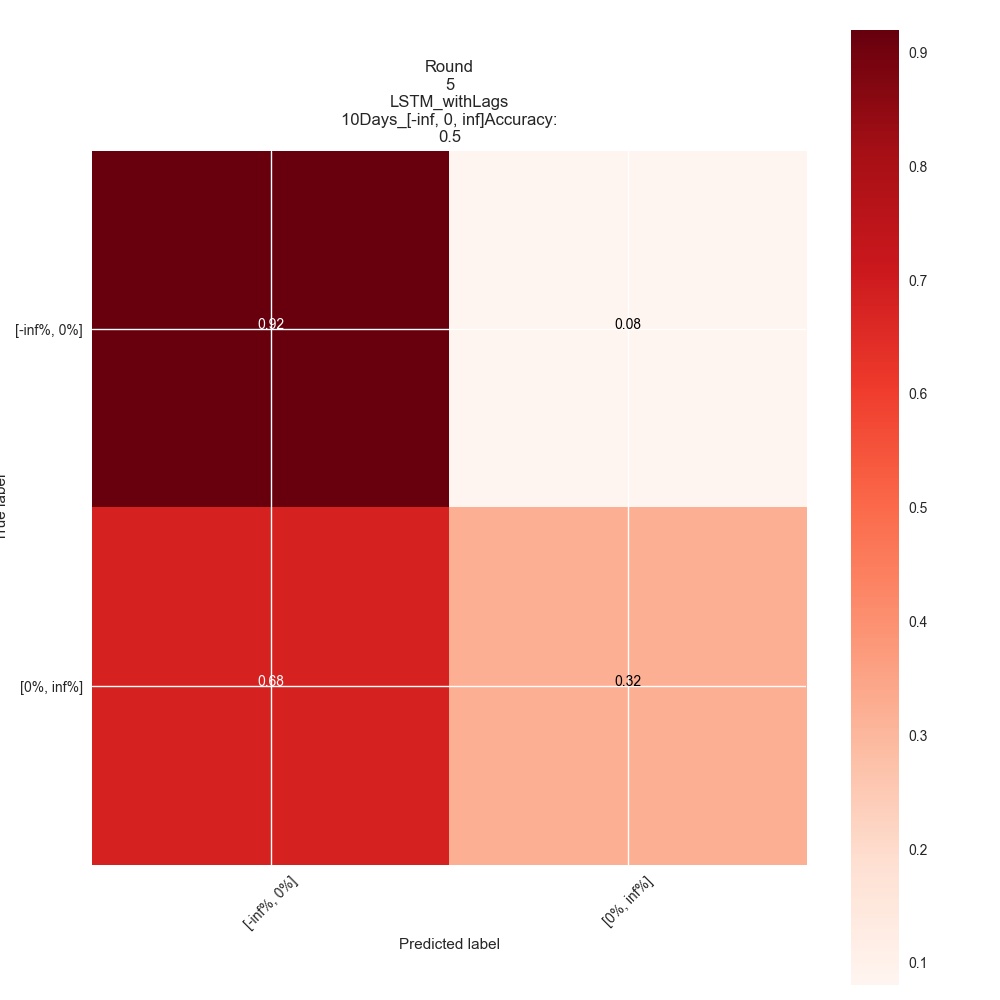 Round
5
LSTM_withLags
10Days_[-inf, 0, inf]Accuracy:
0.5
0.9
0.8
0.7
0.6
0.5
0.4
0.3
0.2
0.1
[-inf%, 0%]
0.92
0.08
True label
[0%, inf%]
0.68
0.32
[-inf%, 0%]
[0%, inf%]
Predicted label